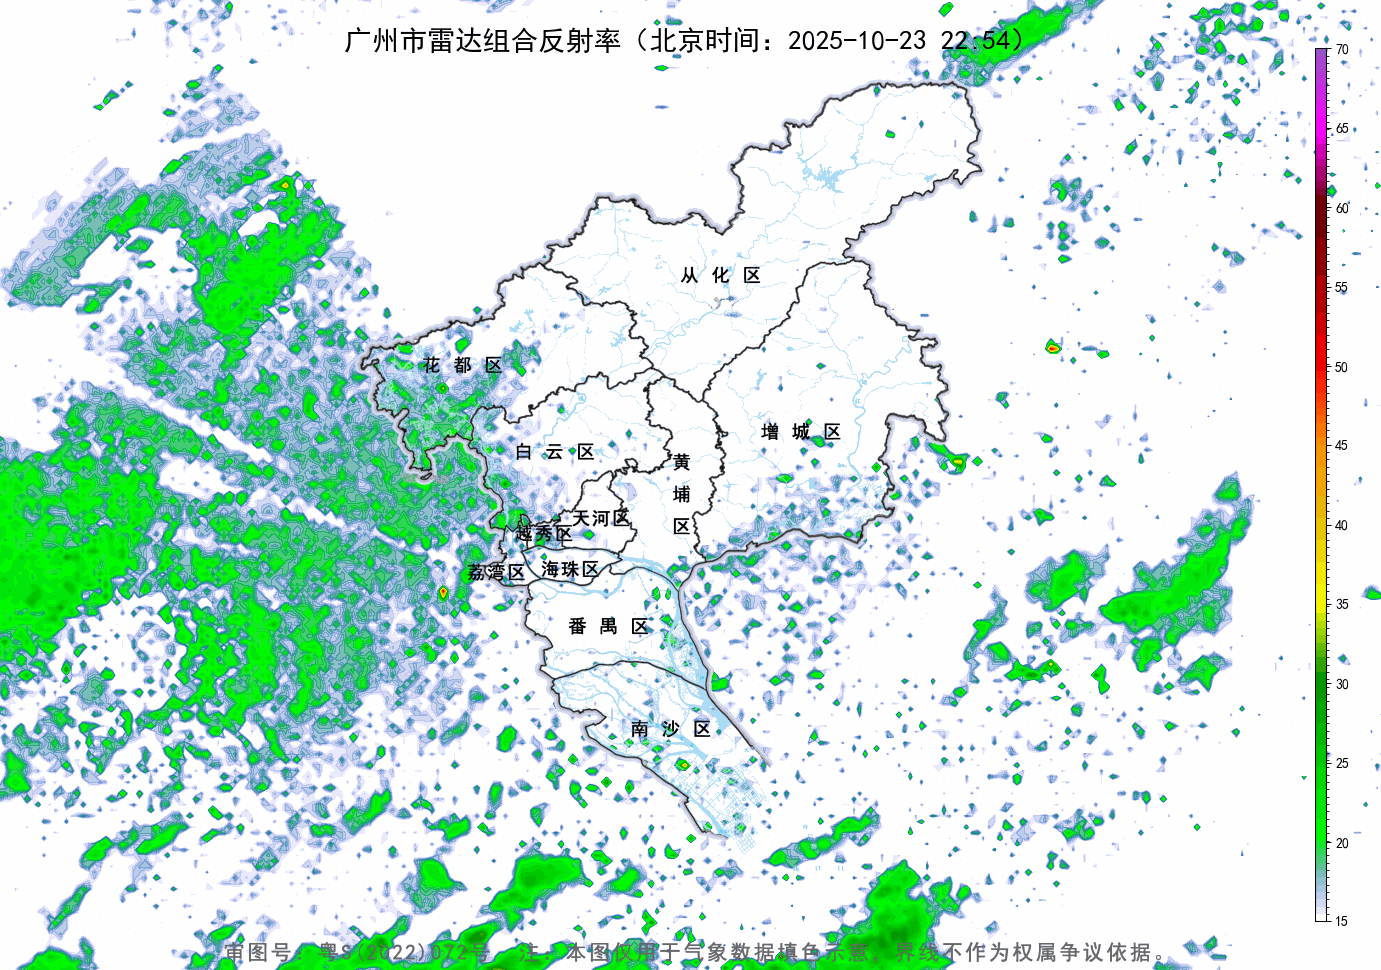 广州市雷达组合反射率（北京时间：2025-10-23 22:54）
70
65
60
55
50
45
40
35
30
25
20
15
从 化 区
花 都 区
增 城 区
白 云 区
黄
埔
区
天河区
越秀区
荔湾区
海珠区
番 禺 区
南 沙 区
审图号：粤S(2022)072号 注：本图仅用于气象数据填色示意，界线不作为权属争议依据。